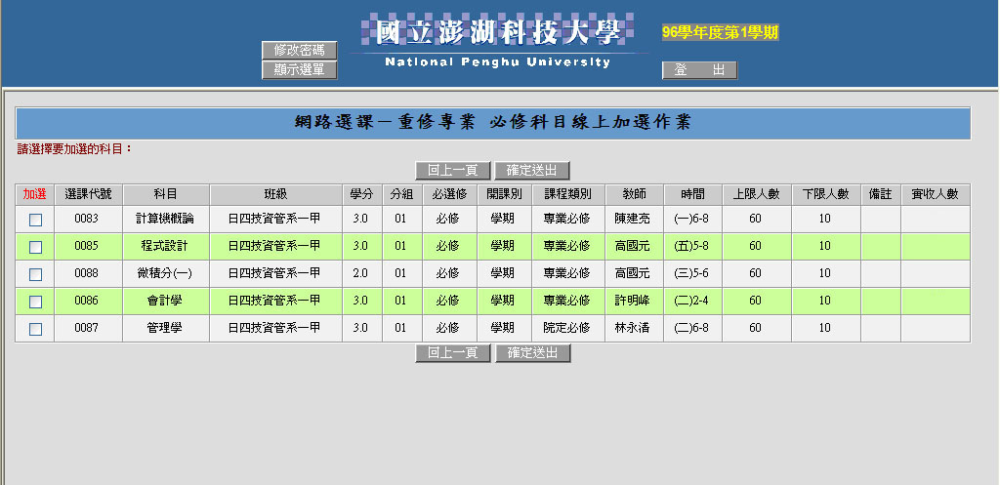 國立澎湖科技大學
National Penghu University
96學年度第1學期
修改密碼
顯示選單
登 出
網路選課－重修專業 必修科目線上加選作業
請選擇要加選的科目：
回上一頁 確定送出
加選 選課代號 科目 班級 學分 分組 必選修 開課別 課程類別 教師 時間 上限人數 下限人數 備註 實收人數
0083 計算機概論 日四技資管系一甲 3.0 01 必修 學期 專業必修 陳建亮 (一)6-8 60 10
0085 程式設計 日四技資管系一甲 3.0 01 必修 學期 專業必修 高國元 (五)5-8 60 10
0088 微積分(一) 日四技資管系一甲 2.0 01 必修 學期 專業必修 高國元 (三)5-6 60 10
0086 會計學 日四技資管系一甲 3.0 01 必修 學期 專業必修 許明峰 (二)2-4 60 10
0087 管理學 日四技資管系一甲 3.0 01 必修 學期 院定必修 林永清 (二)6-8 60 10
回上一頁 確定送出